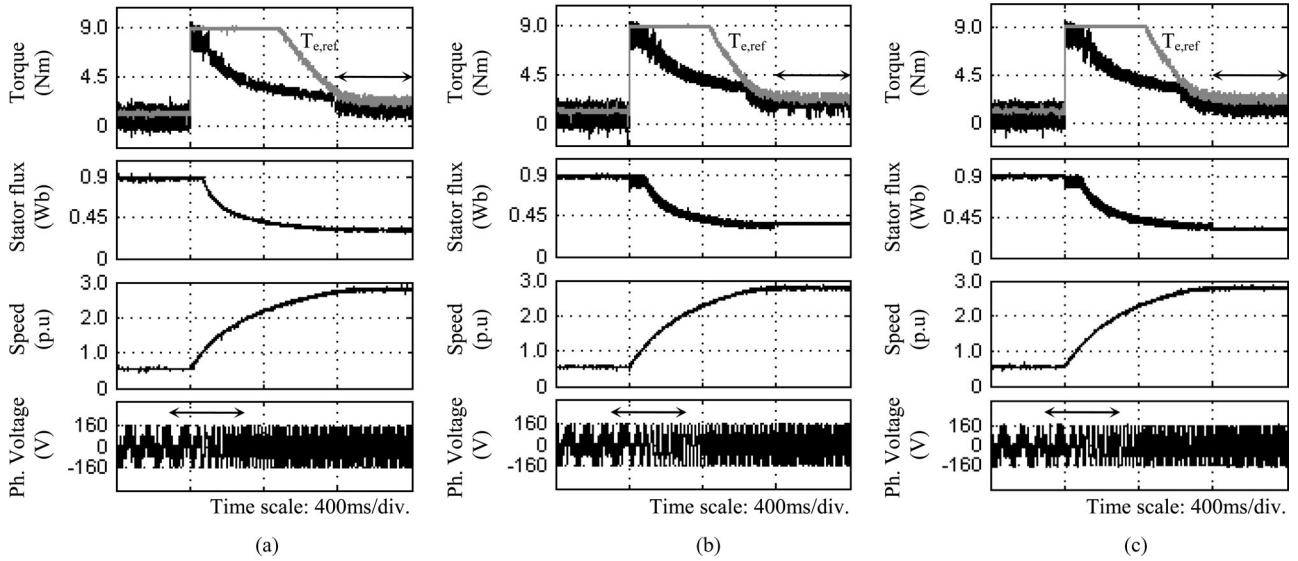 9.0
4.5
0
Torque
(Nm)
T_e,ref
0.9
0.45
0
Stator flux
(Wb)
3.0
2.0
1.0
0
Speed
(p.u)
160
0
-160
Ph. Voltage
(V)
Time scale: 400ms/div.
(a)
9.0
4.5
0
Torque
(Nm)
T_e,ref
0.9
0.45
0
Stator flux
(Wb)
3.0
2.0
1.0
0
Speed
(p.u)
160
0
-160
Ph. Voltage
(V)
Time scale: 400ms/div.
(b)
9.0
4.5
0
Torque
(Nm)
T_e,ref
0.9
0.45
0
Stator flux
(Wb)
3.0
2.0
1.0
0
Speed
(p.u)
160
0
-160
Ph. Voltage
(V)
Time scale: 400ms/div.
(c)